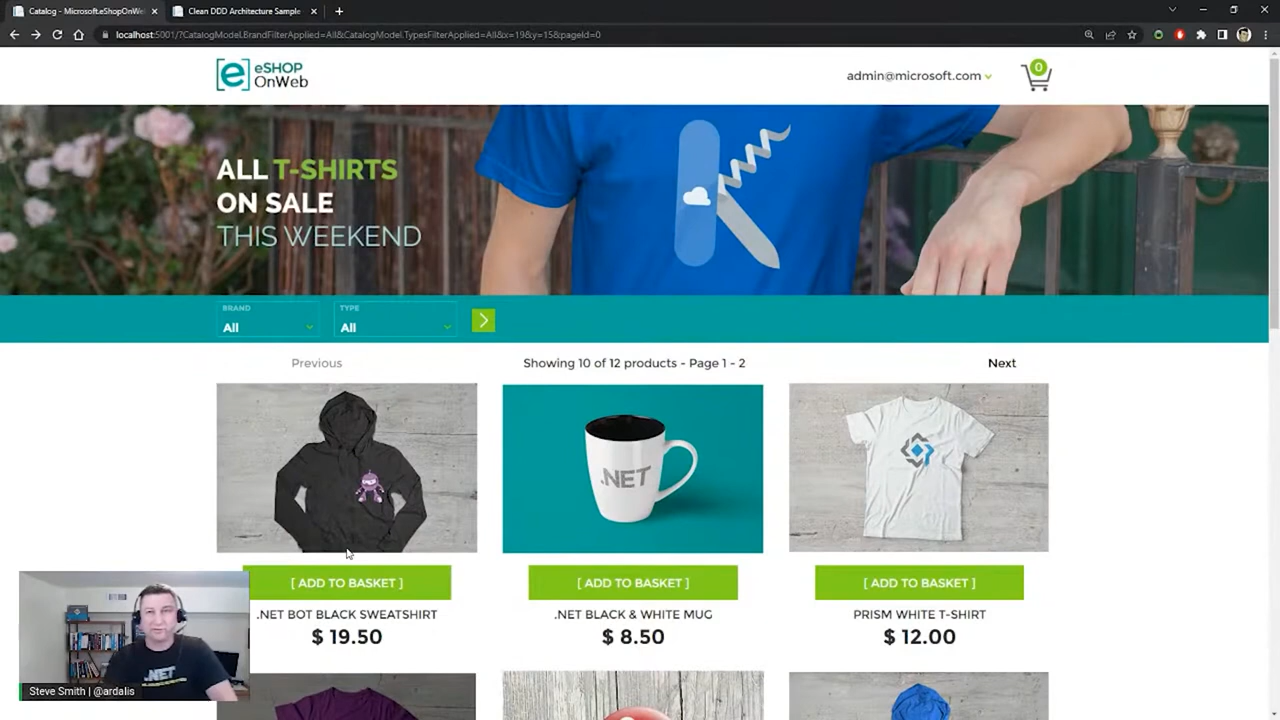 Catalog - Microsoft.eShopOnWe
Clean DDD Architecture Sample
localhost:5001/?CatalogModel.BrandFilterApplied=All&CatalogModel.TypesFilterApplied=All&x=19&y=15&pageId=0
e eSHOP
OnWeb
admin@microsoft.com
0
ALL T-SHIRTS
ON SALE
THIS WEEKEND
BRAND
All
TYPE
All
Previous
Showing 10 of 12 products - Page 1 - 2
Next
.NET
[ ADD TO BASKET ]
[ ADD TO BASKET ]
[ ADD TO BASKET ]
.NET BOT BLACK SWEATSHIRT
.NET BLACK & WHITE MUG
PRISM WHITE T-SHIRT
$ 19.50
$ 8.50
$ 12.00
.NET
Steve Smith | @ardalis